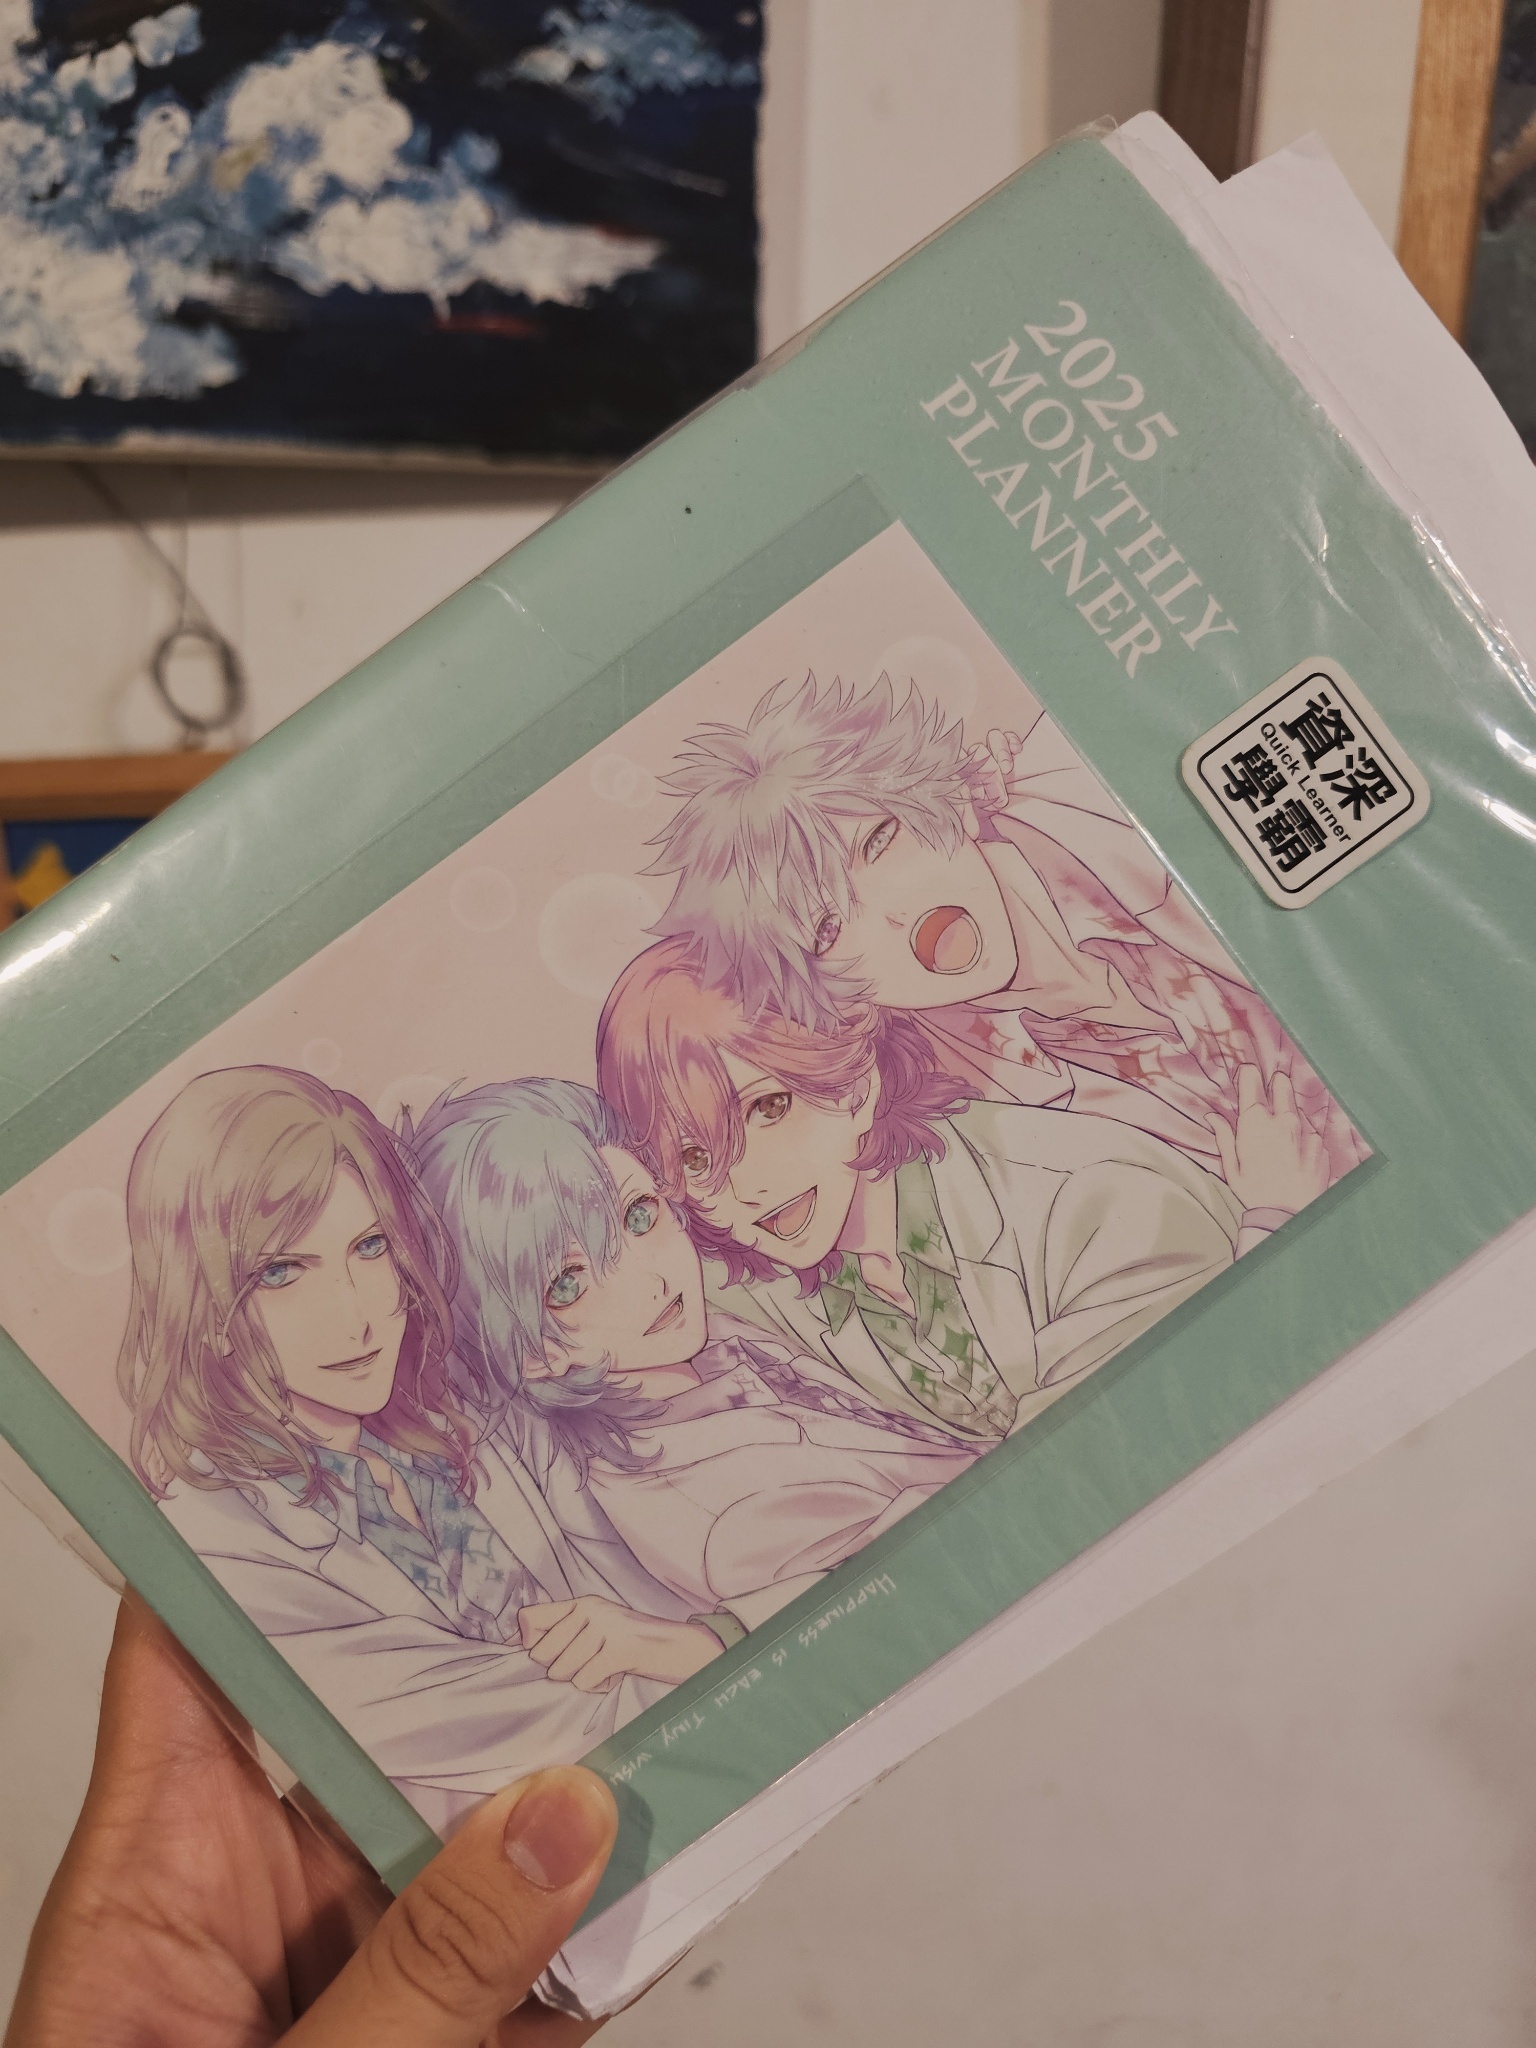 2025
MONTHLY
PLANNER
資深
Quick Learner
學霸
HAPPINESS IS EACH TINY WISH